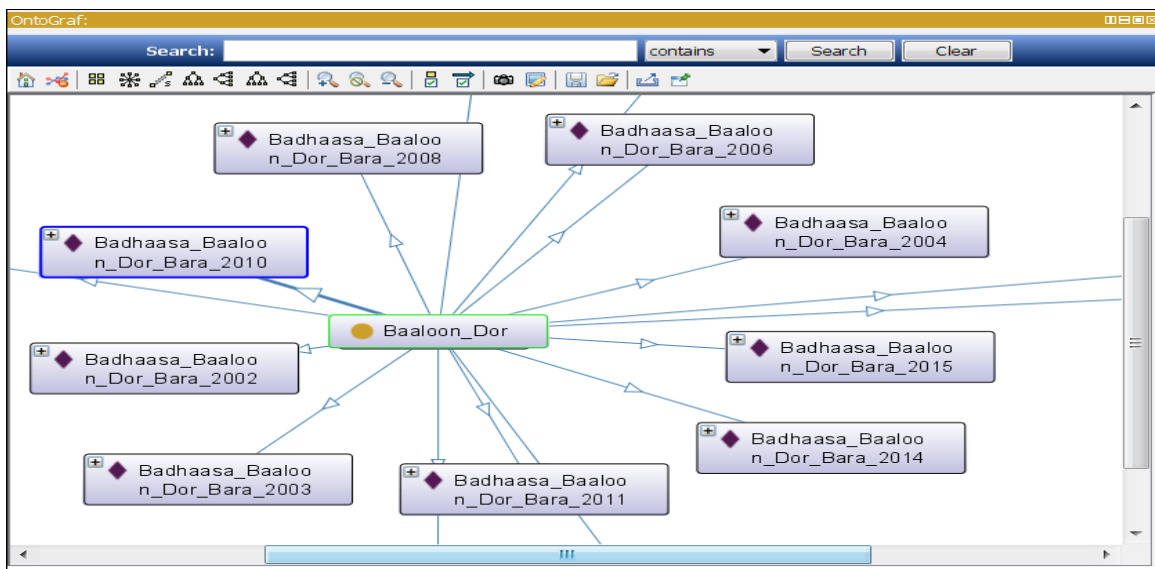 OntoGraf:
Search: contains Search Clear
Badhaasa_Baaloo
n_Dor_Bara_2008
Badhaasa_Baaloo
n_Dor_Bara_2006
Badhaasa_Baaloo
n_Dor_Bara_2004
Badhaasa_Baaloo
n_Dor_Bara_2010
Baaloon_Dor
Badhaasa_Baaloo
n_Dor_Bara_2015
Badhaasa_Baaloo
n_Dor_Bara_2002
Badhaasa_Baaloo
n_Dor_Bara_2014
Badhaasa_Baaloo
n_Dor_Bara_2003
Badhaasa_Baaloo
n_Dor_Bara_2011